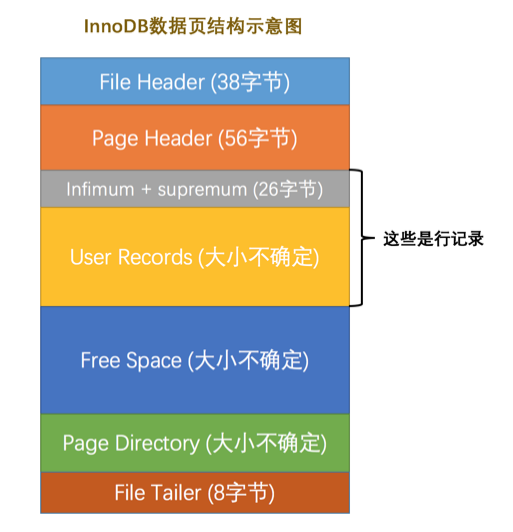 InnoDB数据页结构示意图
File Header (38字节)
Page Header (56字节)
Infimum + supremum (26字节)
这些是行记录
User Records (大小不确定)
Free Space (大小不确定)
Page Directory (大小不确定)
File Tailer (8字节)